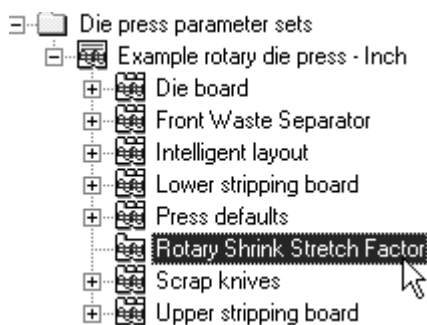 Die press parameter sets
Example rotary die press - Inch
Die board
Front Waste Separator
Intelligent layout
Lower stripping board
Press defaults
Rotary Shrink Stretch Factor
Scrap knives
Upper stripping board